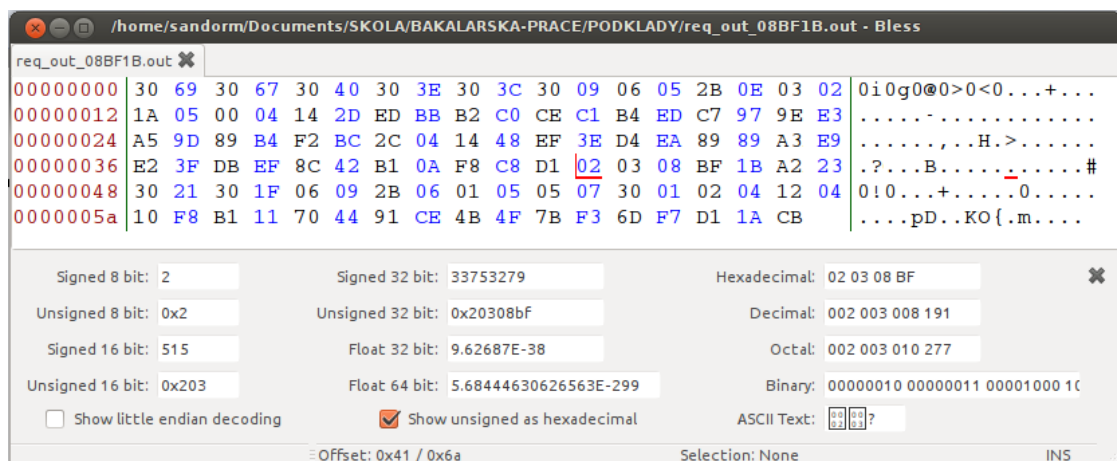 /home/sandorm/Documents/SKOLA/BAKALARSKA-PRACE/PODKLADY/req_out_08BF1B.out - Bless
req_out_08BF1B.out
00000000 30 69 30 67 30 40 30 3E 30 3C 30 09 06 05 2B 0E 03 02 0i0g0@0>0<0...+...
00000012 1A 05 00 04 14 2D ED BB B2 C0 CE C1 B4 ED C7 97 9E E3 .....-............
00000024 A5 9D 89 B4 F2 BC 2C 04 14 48 EF 3E D4 EA 89 89 A3 E9 ......,..H.>......
00000036 E2 3F DB EF 8C 42 B1 0A F8 C8 D1 02 03 08 BF 1B A2 23 .?...B...........#
00000048 30 21 30 1F 06 09 2B 06 01 05 05 07 30 01 02 04 12 04 0!0...+.....0.....
0000005a 10 F8 B1 11 70 44 91 CE 4B 4F 7B F3 6D F7 D1 1A CB ....pD..KO{.m....
Signed 8 bit: 2 Signed 32 bit: 33753279 Hexadecimal: 02 03 08 BF
Unsigned 8 bit: 0x2 Unsigned 32 bit: 0x20308bf Decimal: 002 003 008 191
Signed 16 bit: 515 Float 32 bit: 9.62687E-38 Octal: 002 003 010 277
Unsigned 16 bit: 0x203 Float 64 bit: 5.68444630626563E-299 Binary: 00000010 00000011 00001000 10
Show little endian decoding Show unsigned as hexadecimal ASCII Text: ?
Offset: 0x41 / 0x6a Selection: None INS